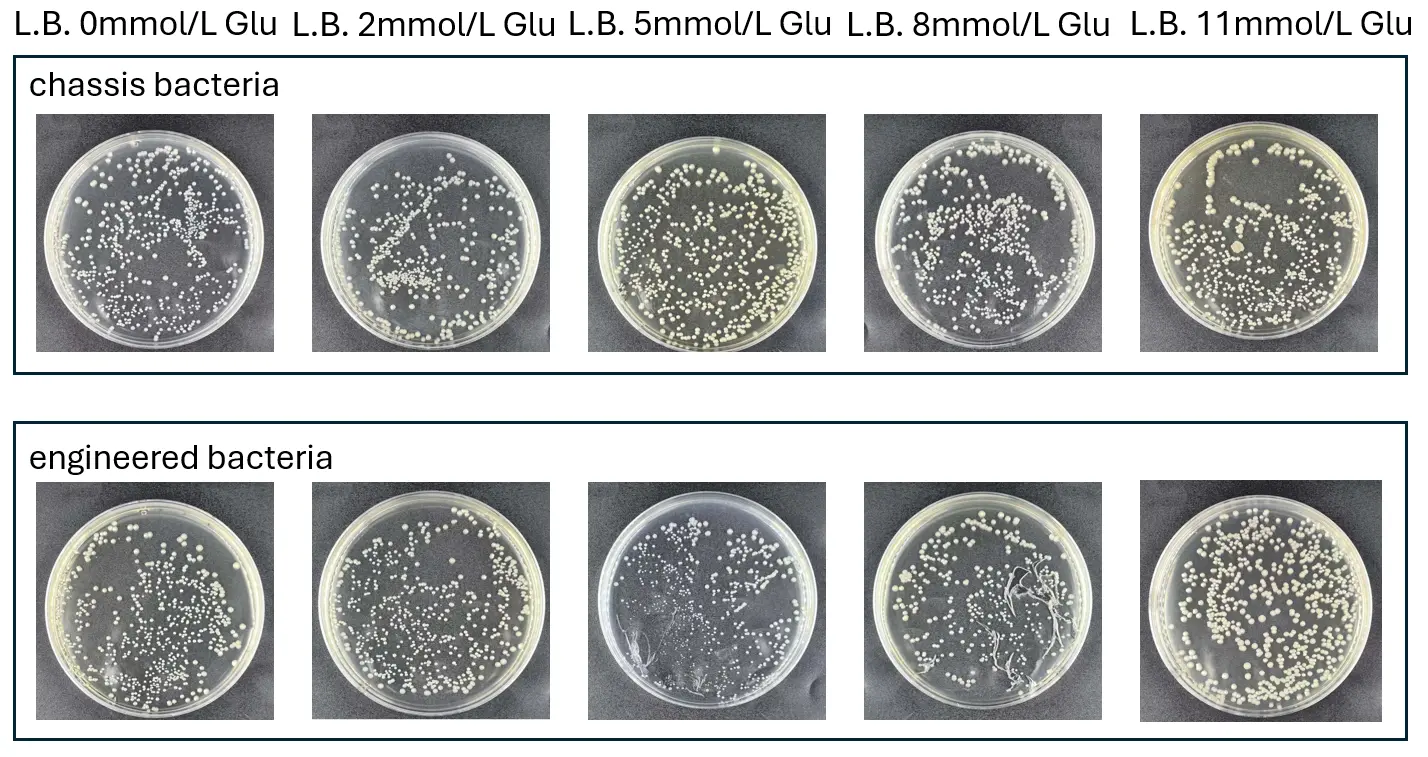 L.B. 0mmol/L Glu L.B. 2mmol/L Glu L.B. 5mmol/L Glu L.B. 8mmol/L Glu L.B. 11mmol/L Glu
chassis bacteria
engineered bacteria